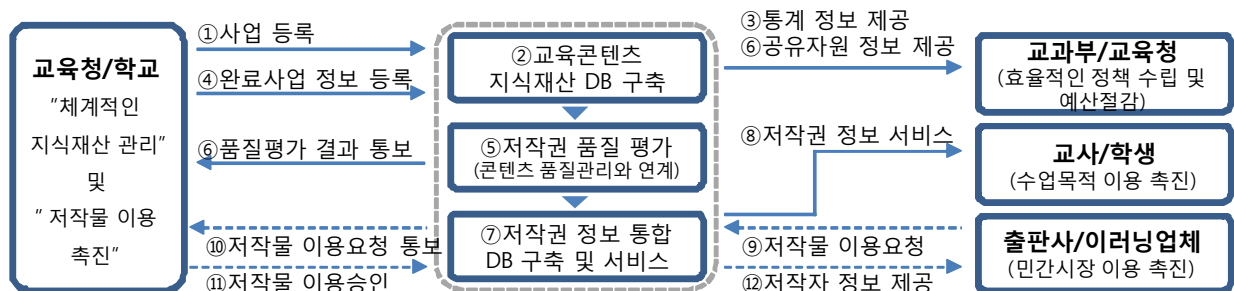 교육청/학교
"체계적인
지식재산 관리"
및
" 저작물 이용
촉진"
①사업 등록
④완료사업 정보 등록
⑥품질평가 결과 통보
⑩저작물 이용요청 통보
⑪저작물 이용승인
②교육콘텐츠
지식재산 DB 구축
⑤저작권 품질 평가
(콘텐츠 품질관리와 연계)
⑦저작권 정보 통합
DB 구축 및 서비스
③통계 정보 제공
⑥공유자원 정보 제공
⑧저작권 정보 서비스
⑨저작물 이용요청
⑫저작자 정보 제공
교과부/교육청
(효율적인 정책 수립 및
예산절감)
교사/학생
(수업목적 이용 촉진)
출판사/이러닝업체
(민간시장 이용 촉진)